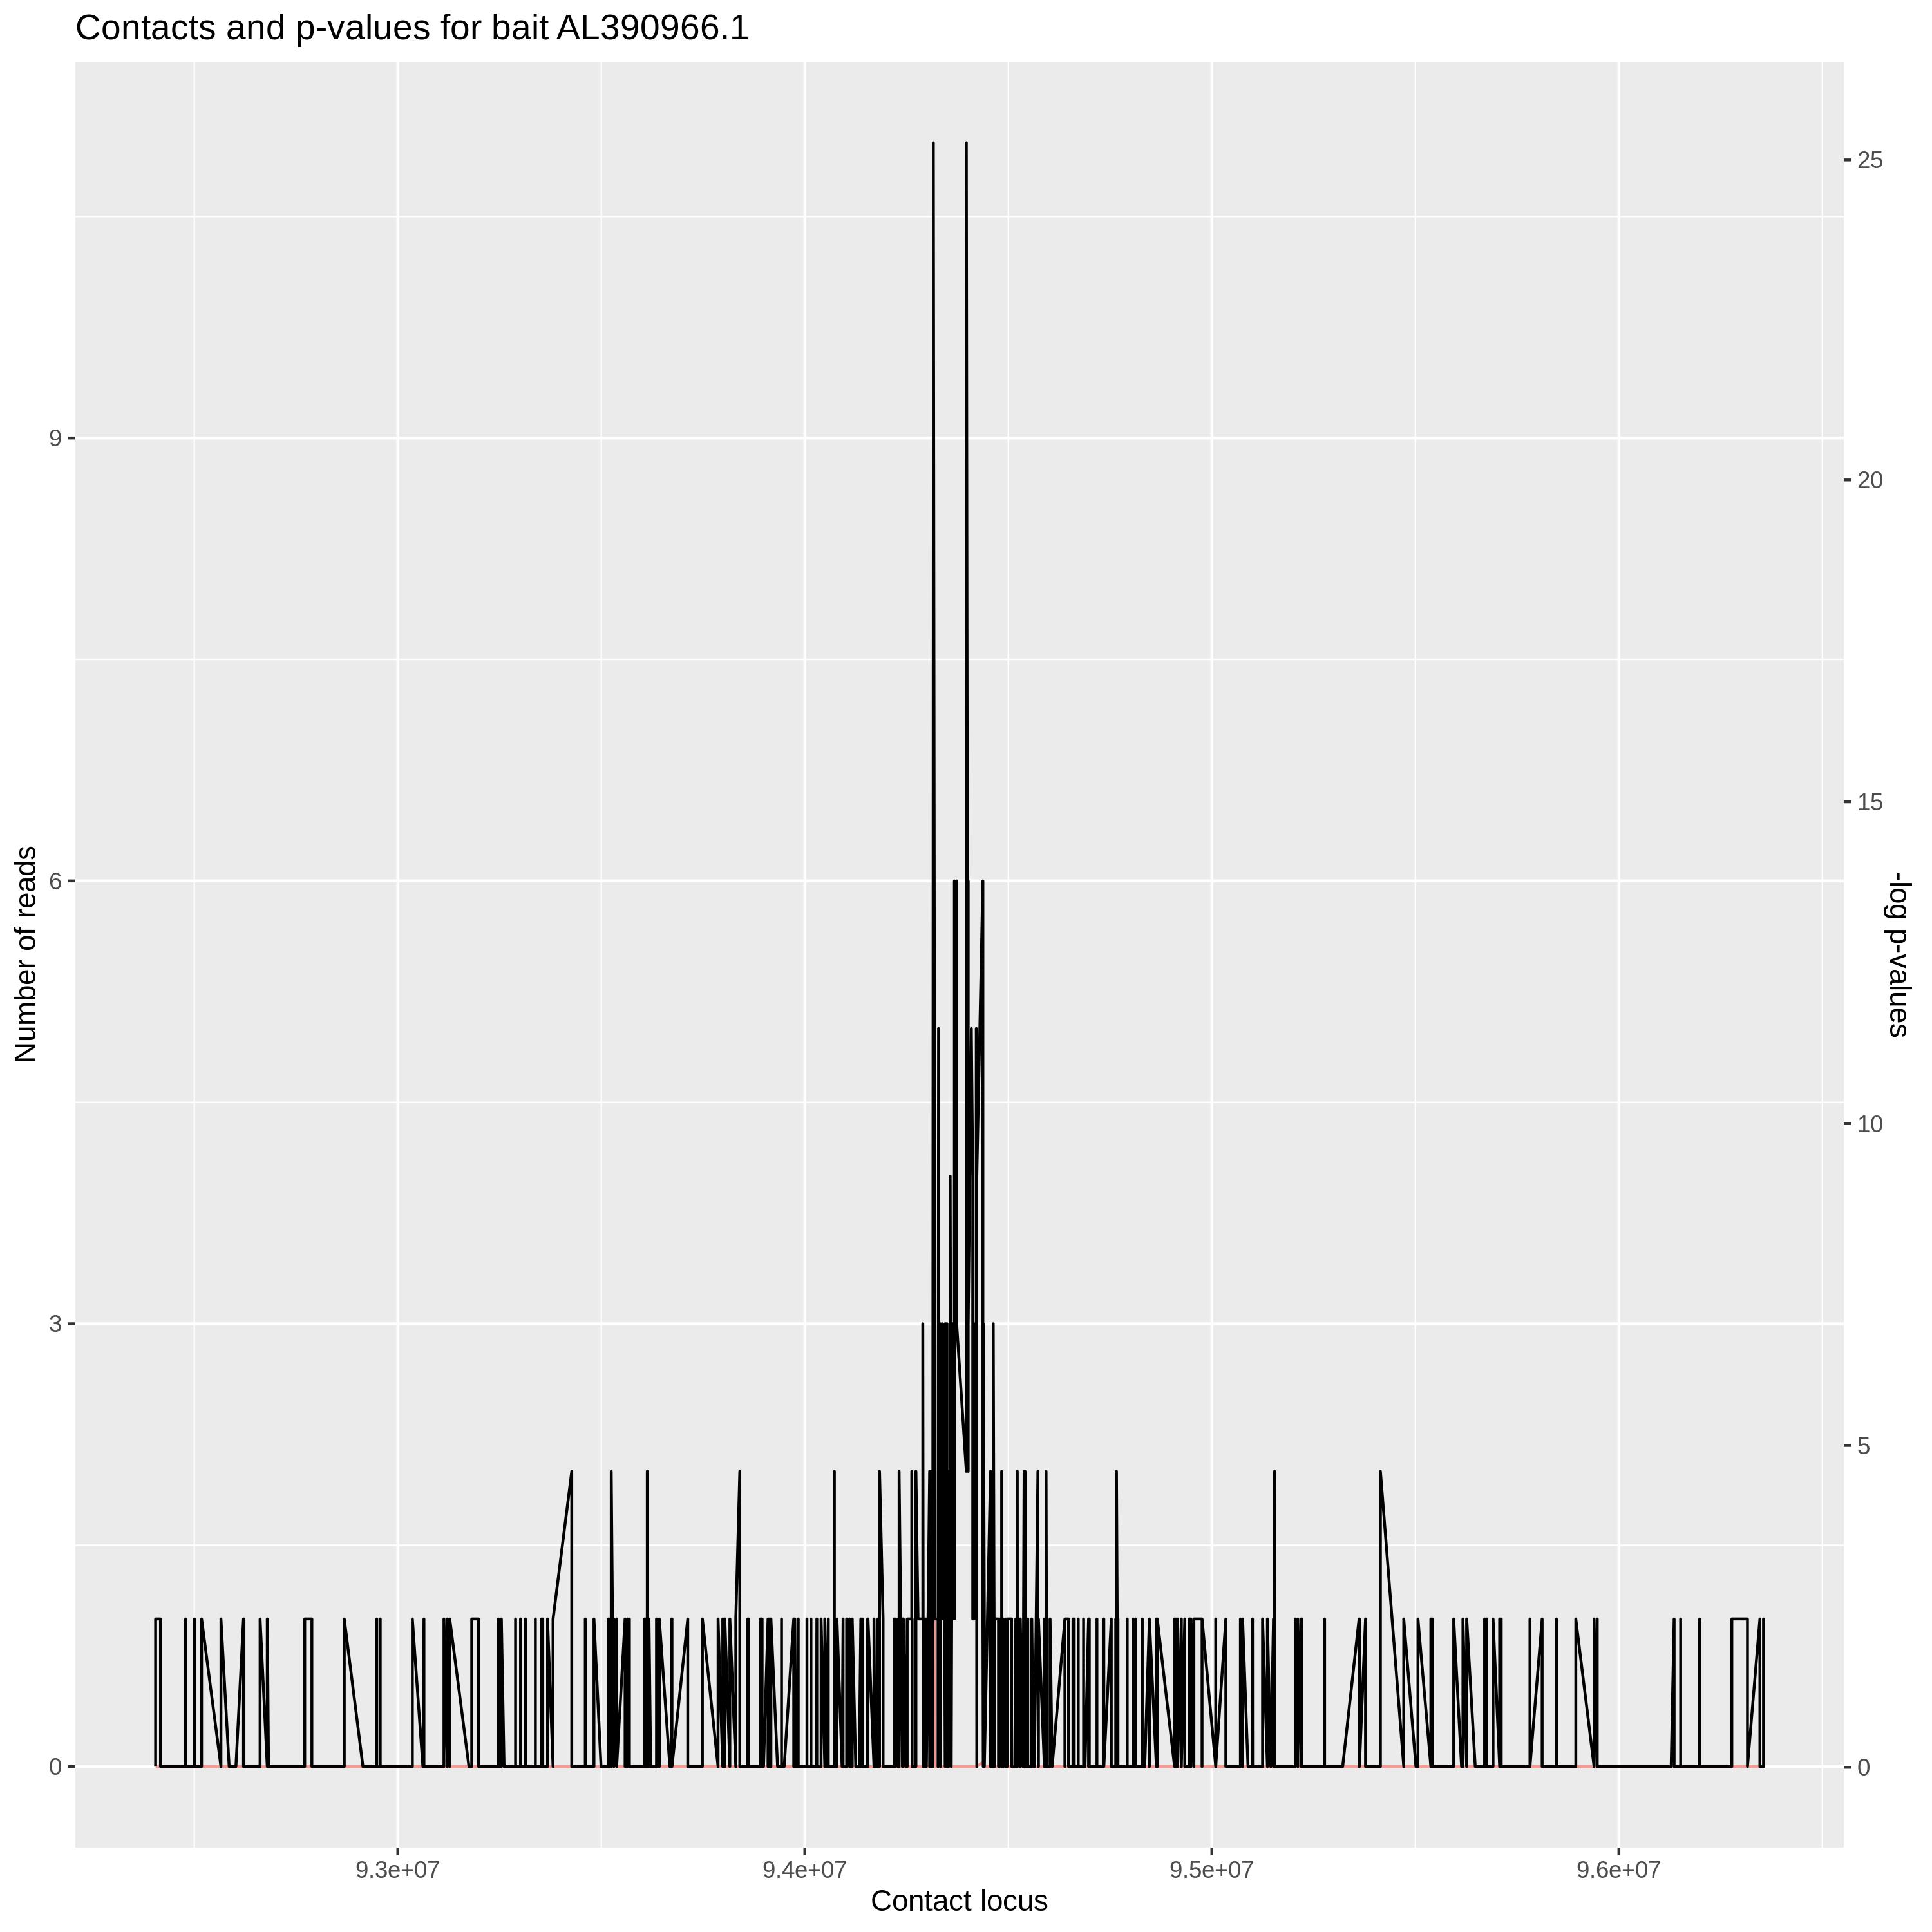 Contacts and p-values for bait AL390966.1
25
9
20
15
6
Number of reads
-log p-values
10
3
5
0
0
9.3e+07
9.4e+07
9.5e+07
9.6e+07
Contact locus